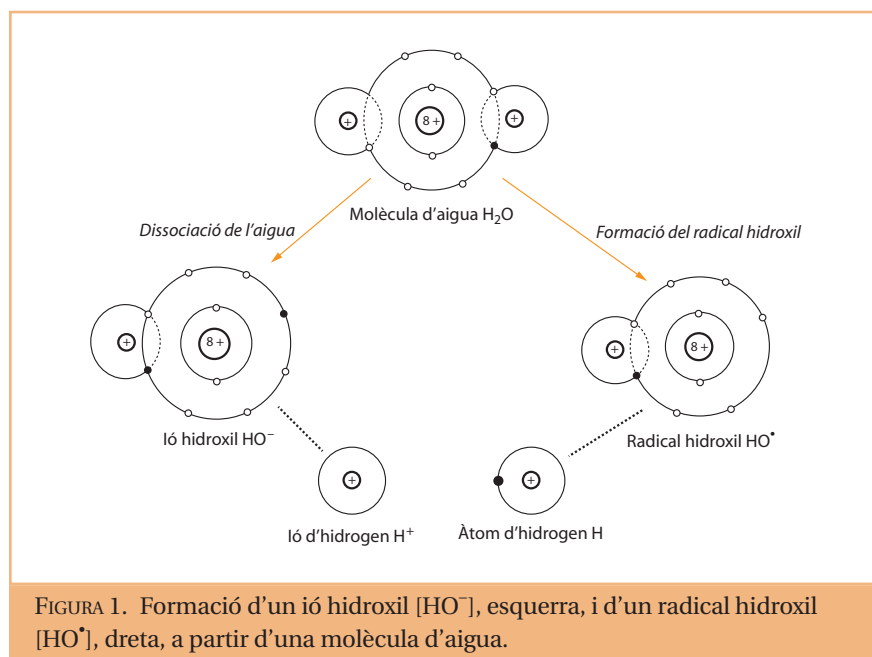 +
8 +
+
Molècula d'aigua H₂O
Dissociació de l'aigua
Formació del radical hidroxil
+
8 +
+
8 +
Ió hidroxil HO⁻
Radical hidroxil HO•
+
+
Ió d'hidrogen H⁺
Àtom d'hidrogen H
FIGURA 1. Formació d'un ió hidroxil [HO⁻], esquerra, i d'un radical hidroxil
[HO•], dreta, a partir d'una molècula d'aigua.